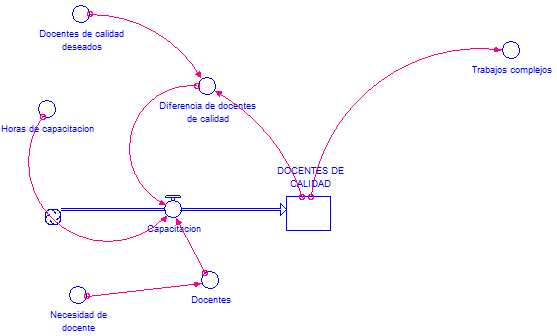 Docentes de calidad
deseados
Trabajos complejos
Diferencia de docentes
de calidad
Horas de capacitacion
DOCENTES DE
CALIDAD
Capacitacion
Docentes
Necesidad de
docente